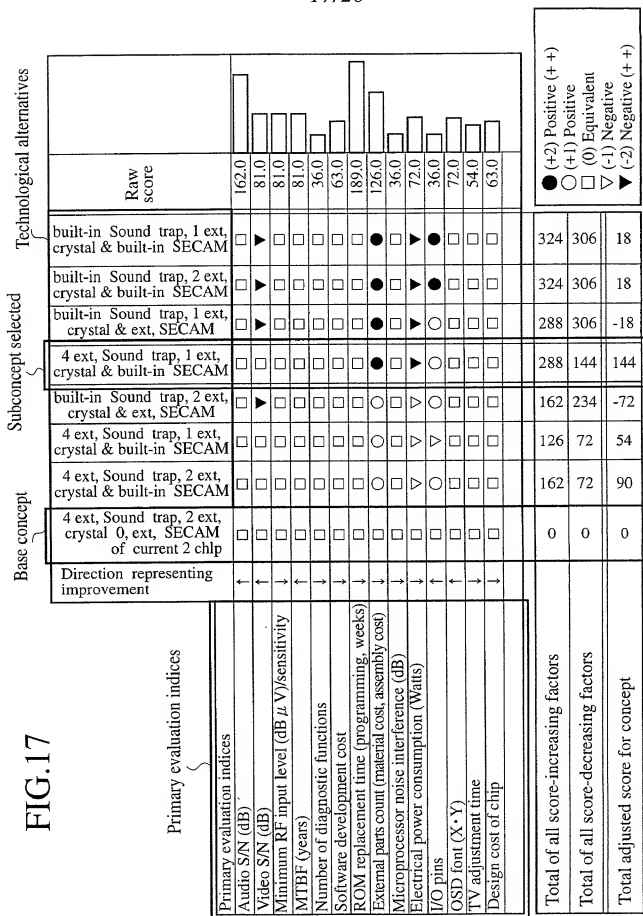 17/20
FIG.17
Primary evaluation indices
Base concept
Subconcept selected
Technological alternatives
Primary evaluation indices
Direction representing
improvement
4 ext, Sound trap, 2 ext,
crystal 0, ext, SECAM
of current 2 chlp
4 ext, Sound trap, 2 ext,
crystal & built-in SECAM
4 ext, Sound trap, 1 ext,
crystal & built-in SECAM
built-in Sound trap, 2 ext,
crystal & ext, SECAM
4 ext, Sound trap, 1 ext,
crystal & built-in SECAM
built-in Sound trap, 1 ext,
crystal & ext, SECAM
built-in Sound trap, 2 ext,
crystal & built-in SECAM
built-in Sound trap, 1 ext,
crystal & built-in SECAM
Raw
score
Audio S/N (dB) ↑ □ □ □ □ □ □ □ □ 162.0
Video S/N (dB) ↑ □ □ □ ▼ □ ▼ ▼ ▼ 81.0
Minimum RF input level (dB μ V)/sensitivity ↓ □ □ □ □ □ □ □ □ 81.0
MTBF (years) ↑ □ □ □ □ □ □ □ □ 81.0
Number of diagnostic functions ↓ □ □ □ □ □ □ □ □ 36.0
Software development cost ↓ □ □ □ □ □ □ □ □ 63.0
ROM replacement time (programming, weeks) ↓ □ □ □ □ □ □ □ □ 189.0
External parts count (material cost, assembly cost) ↓ □ ○ ○ ○ ● ● ● ● 126.0
Microprocessor noise interference (dB) ↓ □ □ □ □ □ □ □ □ 36.0
Electrical power consumption (Watts) ↓ □ ▽ ▽ ▽ ▼ ▼ ▼ ▼ 72.0
I/O pins ↑ □ ○ ▽ ○ ○ ○ ● ● 36.0
OSD font (X・Y) ↑ □ □ □ □ □ □ □ □ 72.0
TV adjustment time ↓ □ □ □ □ □ □ □ □ 54.0
Design cost of chip ↓ □ □ □ □ □ □ □ □ 63.0
Total of all score-increasing factors 0 162 126 162 288 288 324 324
Total of all score-decreasing factors 0 72 72 234 144 306 306 306
Total adjusted score for concept 0 90 54 -72 144 -18 18 18
● (+2) Positive (+ +)
○ (+1) Positive
□ (0) Equivalent
▽ (-1) Negative
▼ (-2) Negative (+ +)